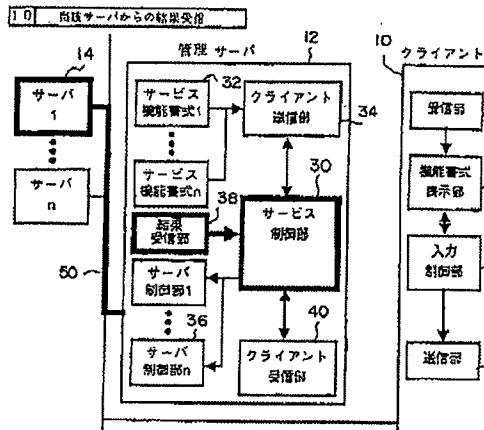 10 当該サーバからの結果受信
14
サーバ
1
サーバ
n
50
12
管理 サーバ
32
サービス
機能書式1
サービス
機能書式n
38
結果
受信部
サーバ
制御部1
36
サーバ
制御部n
クライアント
送信部
34
30
サービス
制御部
40
クライアント
受信部
10
クライアント
受信部
機能書式
表示部
入力
制御部
送信部